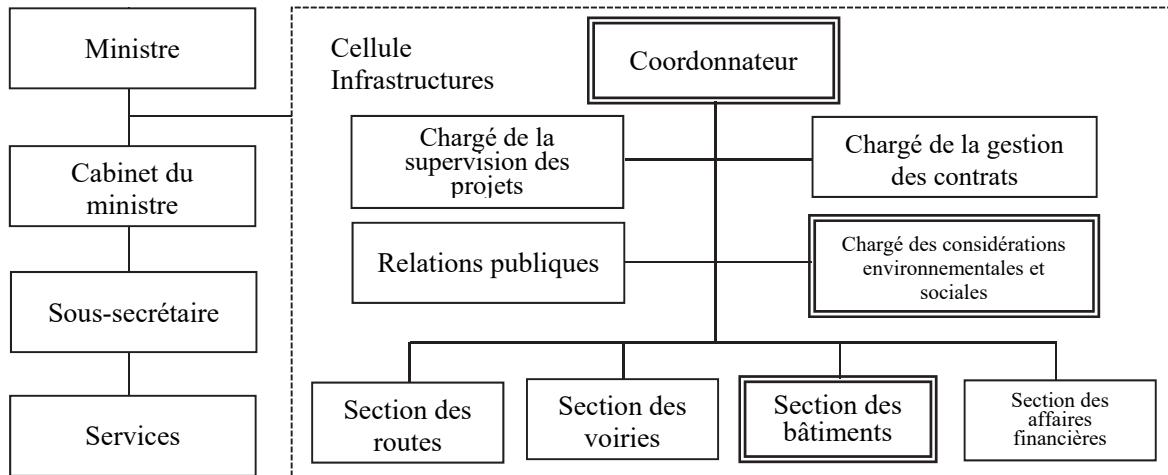 Ministre
Cabinet du
ministre
Sous-secrétaire
Services
Cellule
Infrastructures
Coordonnateur
Chargé de la
supervision des
projets
Chargé de la gestion
des contrats
Relations publiques
Chargé des considérations
environnementales et
sociales
Section des
routes
Section des
voiries
Section des
bâtiments
Section des
affaires
financières